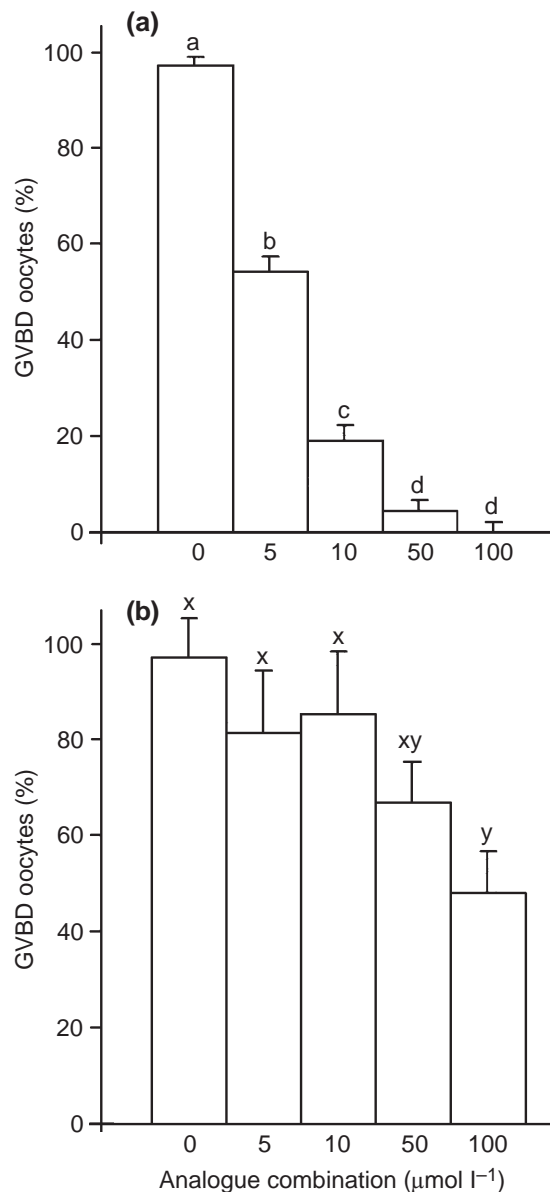 (a)
100
80
60
40
20
0
GVBD oocytes (%)
a
b
c
d
d
0 5 10 50 100
(b)
100
80
60
40
20
0
GVBD oocytes (%)
x
x
x
xy
y
0 5 10 50 100
Analogue combination (μmol l⁻¹)